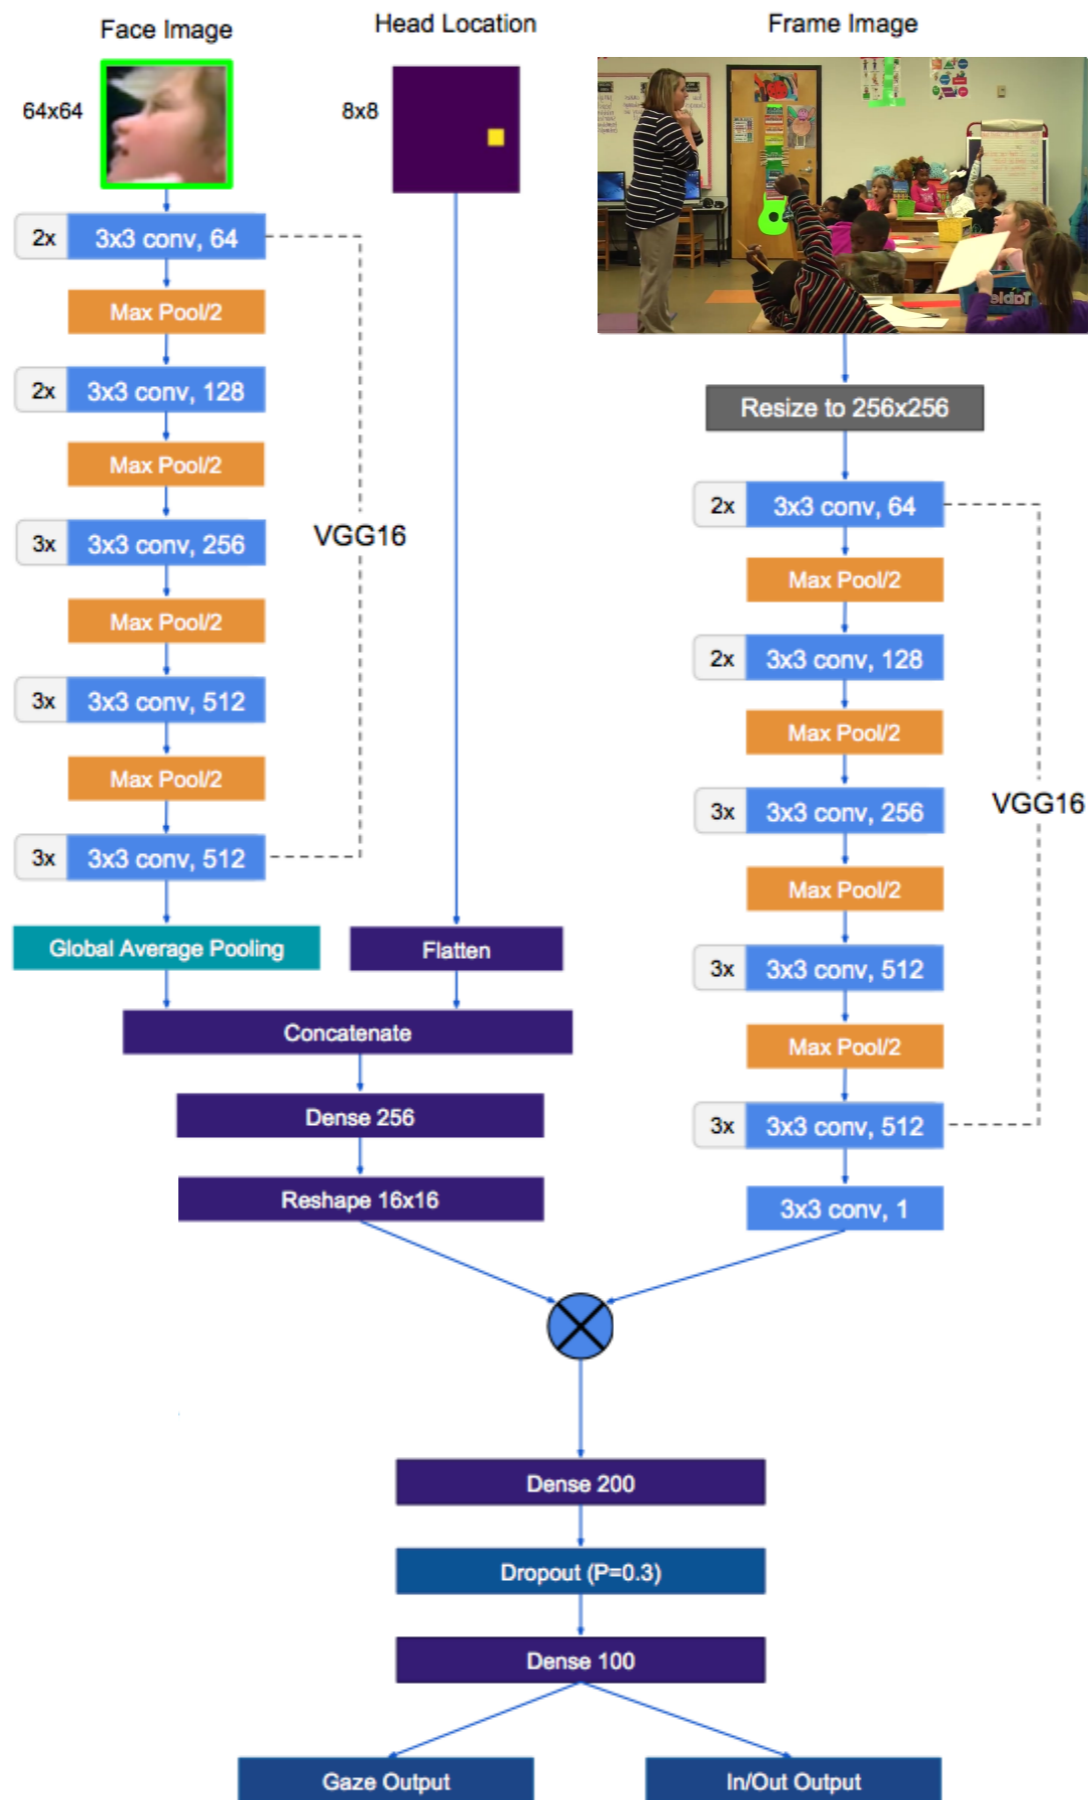 Face Image
Head Location
Frame Image
64x64
8x8
2x
3x3 conv, 64
Max Pool/2
2x
3x3 conv, 128
Max Pool/2
3x
3x3 conv, 256
Max Pool/2
3x
3x3 conv, 512
Max Pool/2
3x
3x3 conv, 512
VGG16
Global Average Pooling
Flatten
Concatenate
Dense 256
Reshape 16x16
Resize to 256x256
2x
3x3 conv, 64
Max Pool/2
2x
3x3 conv, 128
Max Pool/2
3x
3x3 conv, 256
Max Pool/2
3x
3x3 conv, 512
Max Pool/2
3x
3x3 conv, 512
VGG16
3x3 conv, 1
Dense 200
Dropout (P=0.3)
Dense 100
Gaze Output
In/Out Output